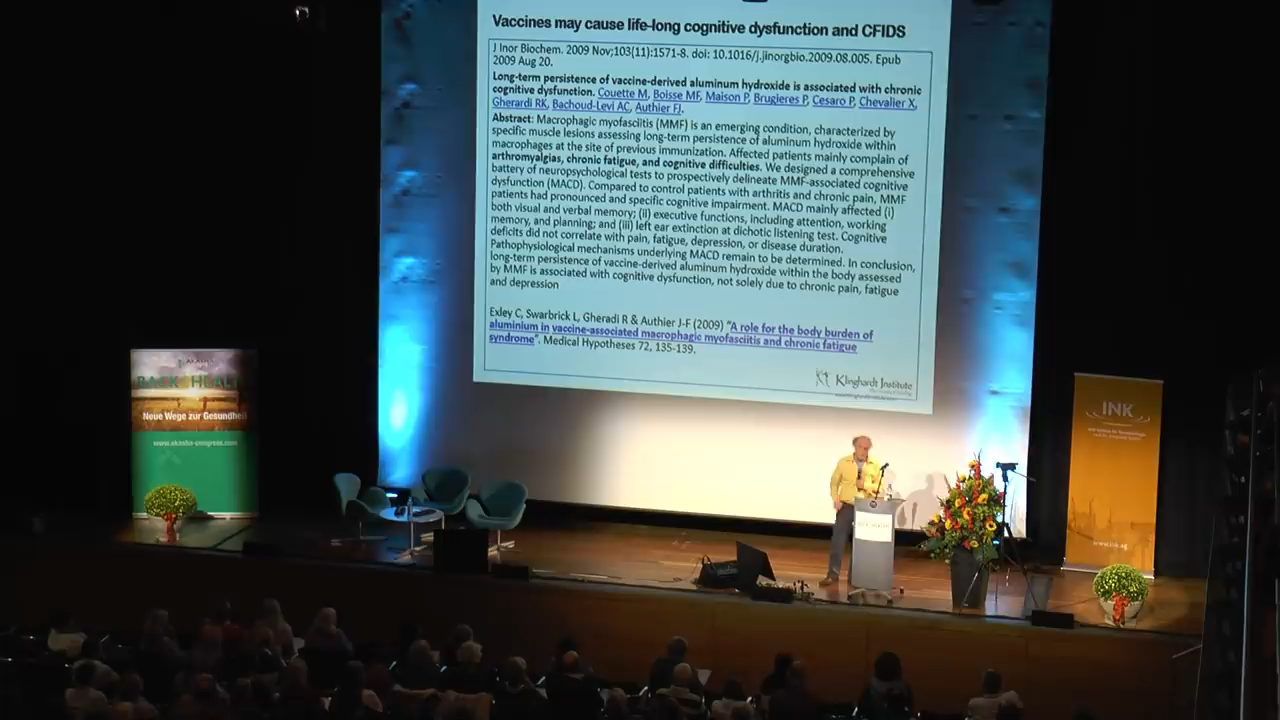 Vaccines may cause life-long cognitive dysfunction and CFIDS
J Inor Biochem. 2009 Nov;103(11):1571-8. doi: 10.1016/j.jinorgbio.2009.08.005. Epub
2009 Aug 20.
Long-term persistence of vaccine-derived aluminum hydroxide is associated with chronic
cognitive dysfunction. Couette M, Boisse MF, Maison P, Brugieres P, Cesaro P, Chevalier X,
Gherardi RK, Bachoud-Levi AC, Authier FJ.
Abstract: Macrophagic myofasciitis (MMF) is an emerging condition, characterized by
specific muscle lesions assessing long-term persistence of aluminum hydroxide within
macrophages at the site of previous immunization. Affected patients mainly complain of
arthromyalgias, chronic fatigue, and cognitive difficulties. We designed a comprehensive
battery of neuropsychological tests to prospectively delineate MMF-associated cognitive
dysfunction (MACD). Compared to control patients with arthritis and chronic pain, MMF
patients had pronounced and specific cognitive impairment. MACD mainly affected (i)
both visual and verbal memory; (ii) executive functions, including attention, working
memory, and planning; and (iii) left ear extinction at dichotic listening test. Cognitive
deficits did not correlate with pain, fatigue, depression, or disease duration.
Pathophysiological mechanisms underlying MACD remain to be determined. In conclusion,
long-term persistence of vaccine-derived aluminum hydroxide within the body assessed
by MMF is associated with cognitive dysfunction, not solely due to chronic pain, fatigue
and depression
Exley C, Swarbrick L, Gheradi R & Authier J-F (2009) "A role for the body burden of
aluminium in vaccine-associated macrophagic myofasciitis and chronic fatigue
syndrome". Medical Hypotheses 72, 135-139.
Klinghardt Institute
BACK2HEALTH
Neue Wege zur Gesundheit
www.akasha-congress.com
INK
www.ink.ag